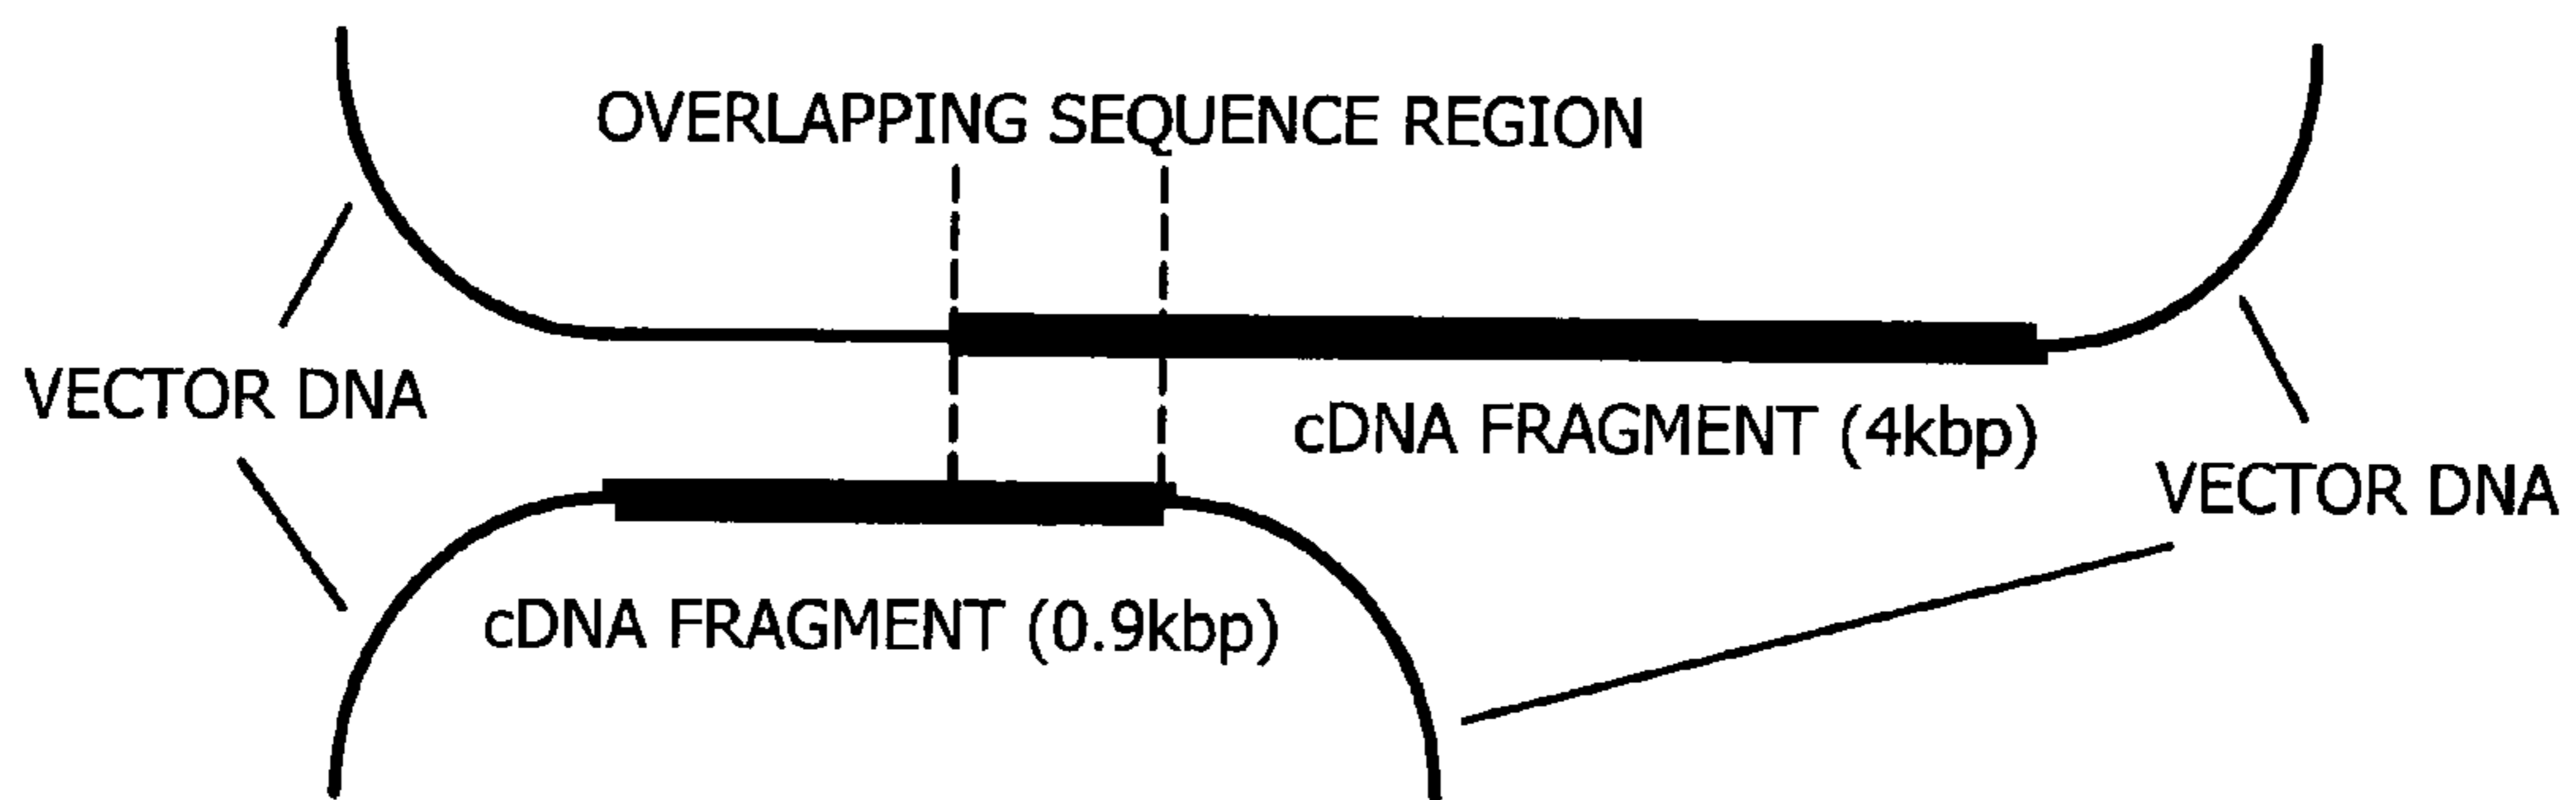 OVERLAPPING SEQUENCE REGION
VECTOR DNA
cDNA FRAGMENT (4kbp)
VECTOR DNA
cDNA FRAGMENT (0.9kbp)